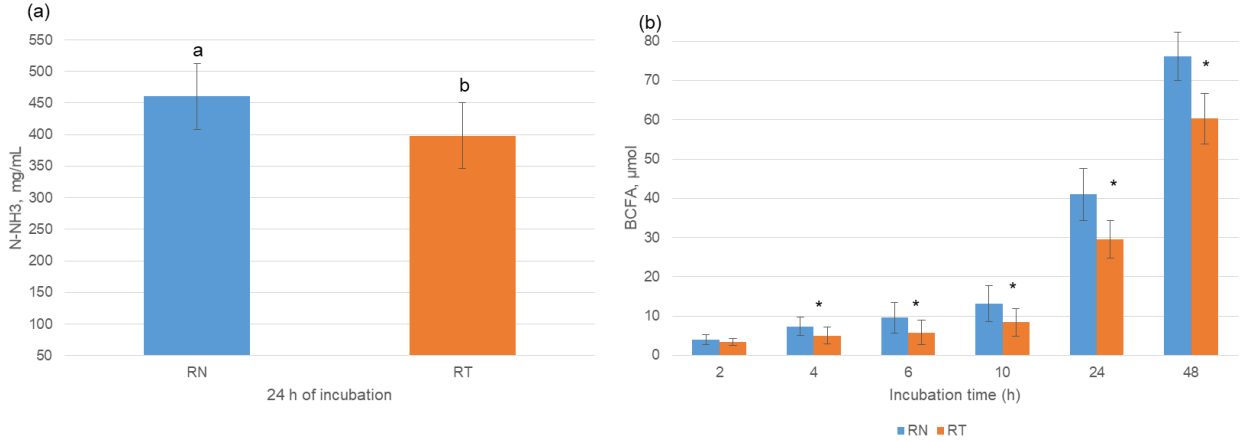 (a)
550
500
450
400
350
300
250
200
150
100
50
N-NH3, mg/mL
a
b
RN
RT
24 h of incubation
(b)
80
70
60
50
40
30
20
10
0
BCFA, µmol
*
*
*
*
*
2
4
6
10
24
48
Incubation time (h)
RN
RT